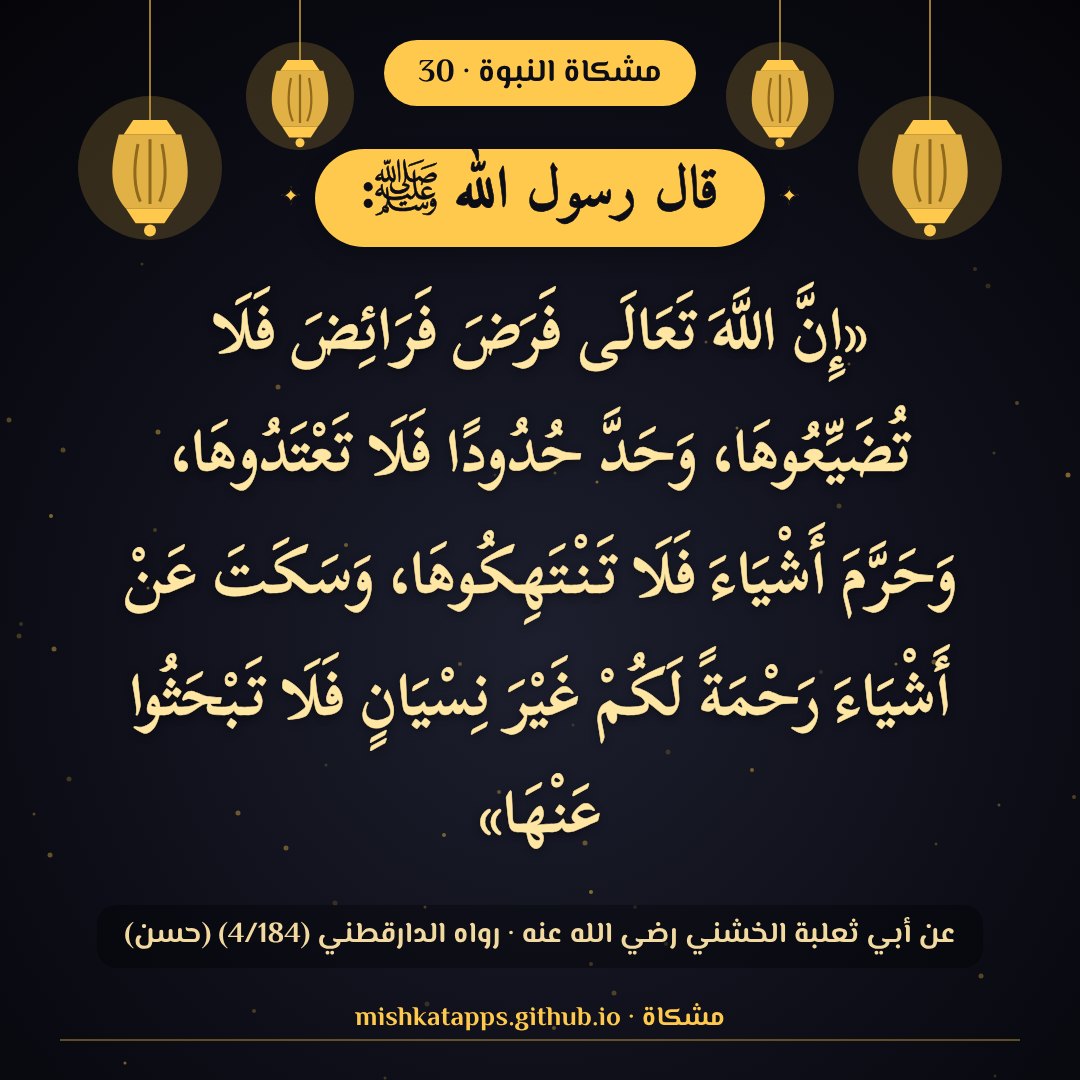 مشكاة النبوة · 30
قال رسول الله ﷺ:
«إِنَّ اللَّهَ تَعَالَى فَرَضَ فَرَائِضَ فَلَا
تُضَيِّعُوهَا، وَحَدَّ حُدُودًا فَلَا تَعْتَدُوهَا،
وَحَرَّمَ أَشْيَاءَ فَلَا تَنْتَهِكُوهَا، وَسَكَتَ عَنْ
أَشْيَاءَ رَحْمَةً لَكُمْ غَيْرَ نِسْيَانٍ فَلَا تَبْحَثُوا
عَنْهَا»
عن أبي ثعلبة الخشني رضي الله عنه · رواه الدارقطني (4/184) (حسن)
مشكاة · mishkatapps.github.io